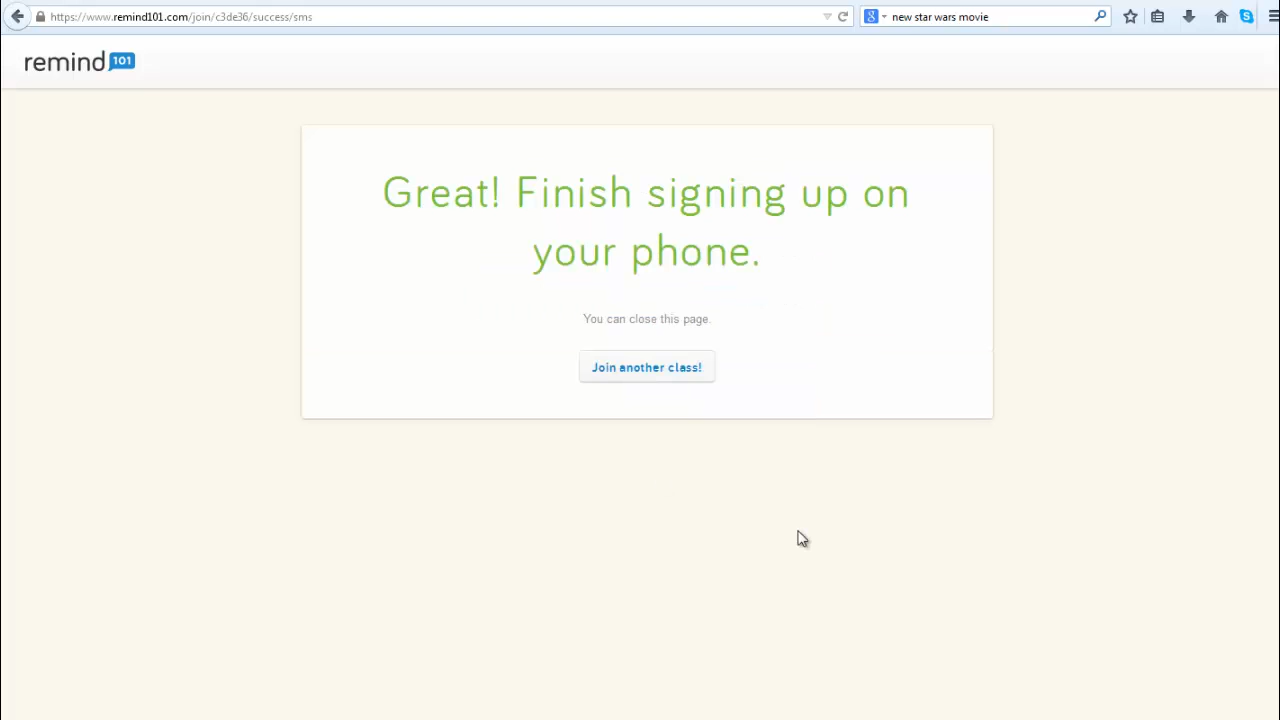 https://www.remind101.com/join/c3de36/success/sms
new star wars movie
remind 101
Great! Finish signing up on
your phone.
You can close this page.
Join another class!